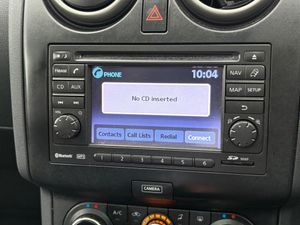 PHONE 10:04
No CD inserted
Contacts Call Lists Redial Connect
CD AUX
NAV
MAP SETUP
Bluetooth
1 2 3 4 5 6
CAMERA
A/C